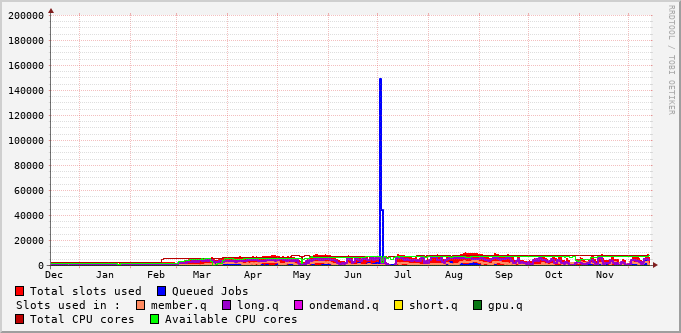 RRDTOOL / TOBI OETIKER
200000
180000
160000
140000
120000
100000
80000
60000
40000
20000
0
Dec Jan Feb Mar Apr May Jun Jul Aug Sep Oct Nov
Total slots used Queued Jobs
Slots used in : member.q long.q ondemand.q short.q gpu.q
Total CPU cores Available CPU cores